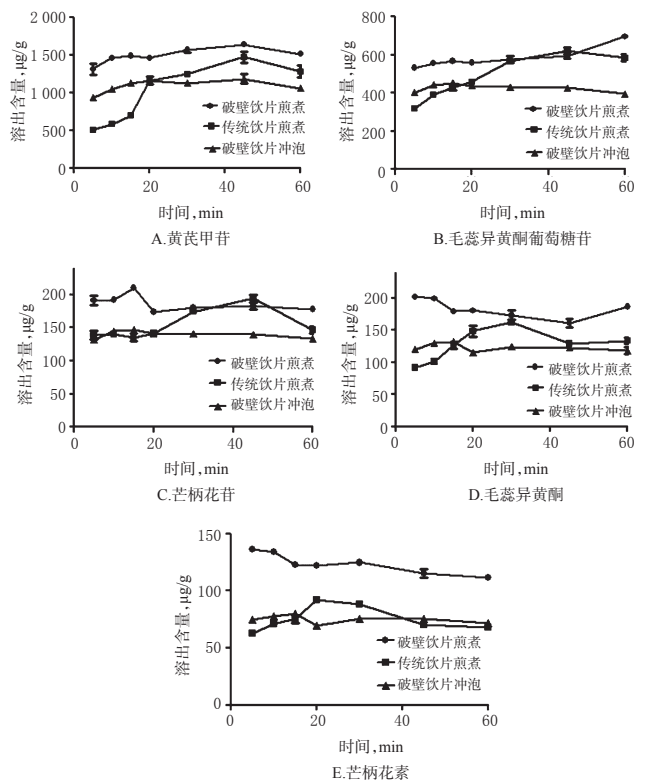 2 000
1 500
1 000
500
0
溶出含量,μg/g
破壁饮片煎煮
传统饮片煎煮
破壁饮片冲泡
0 20 40 60
时间,min
A.黄芪甲苷
800
600
400
200
0
溶出含量,μg/g
破壁饮片煎煮
传统饮片煎煮
破壁饮片冲泡
0 20 40 60
时间,min
B.毛蕊异黄酮葡萄糖苷
200
150
100
50
0
溶出含量,μg/g
破壁饮片煎煮
传统饮片煎煮
破壁饮片冲泡
0 20 40 60
时间,min
C.芒柄花苷
200
150
100
50
0
溶出含量,μg/g
破壁饮片煎煮
传统饮片煎煮
破壁饮片冲泡
0 20 40 60
时间,min
D.毛蕊异黄酮
150
100
50
0
溶出含量,μg/g
破壁饮片煎煮
传统饮片煎煮
破壁饮片冲泡
0 20 40 60
时间,min
E.芒柄花素